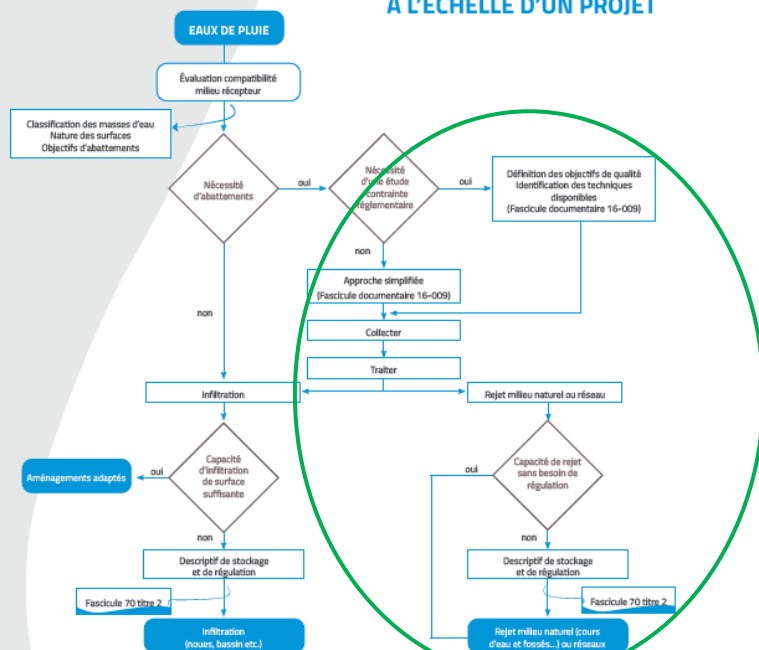 À L'ÉCHELLE D'UN PROJET
EAUX DE PLUIE
Évaluation compatibilité
milieu récepteur
Classification des masses d'eau
Nature des surfaces
Objectifs d'abattements
Nécessité
d'abattements
oui
Nécessité
d'une étude
contrainte
réglementaire
oui
Définition des objectifs de qualité
Identification des techniques
disponibles
(Fascicule documentaire 16-009)
non
Approche simplifiée
(Fascicule documentaire 16-009)
non
Collecter
Traiter
Infiltration
Rejet milieu naturel ou réseau
Capacité
d'infiltration
de surface
suffisante
oui
Aménagements adaptés
Capacité de rejet
sans besoin de
régulation
oui
non
non
Descriptif de stockage
et de régulation
Descriptif de stockage
et de régulation
Fascicule 70 titre 2
Fascicule 70 titre 2
Infiltration
(noues, bassin etc.)
Rejet milieu naturel (cours
d'eau et fossés...) ou réseaux